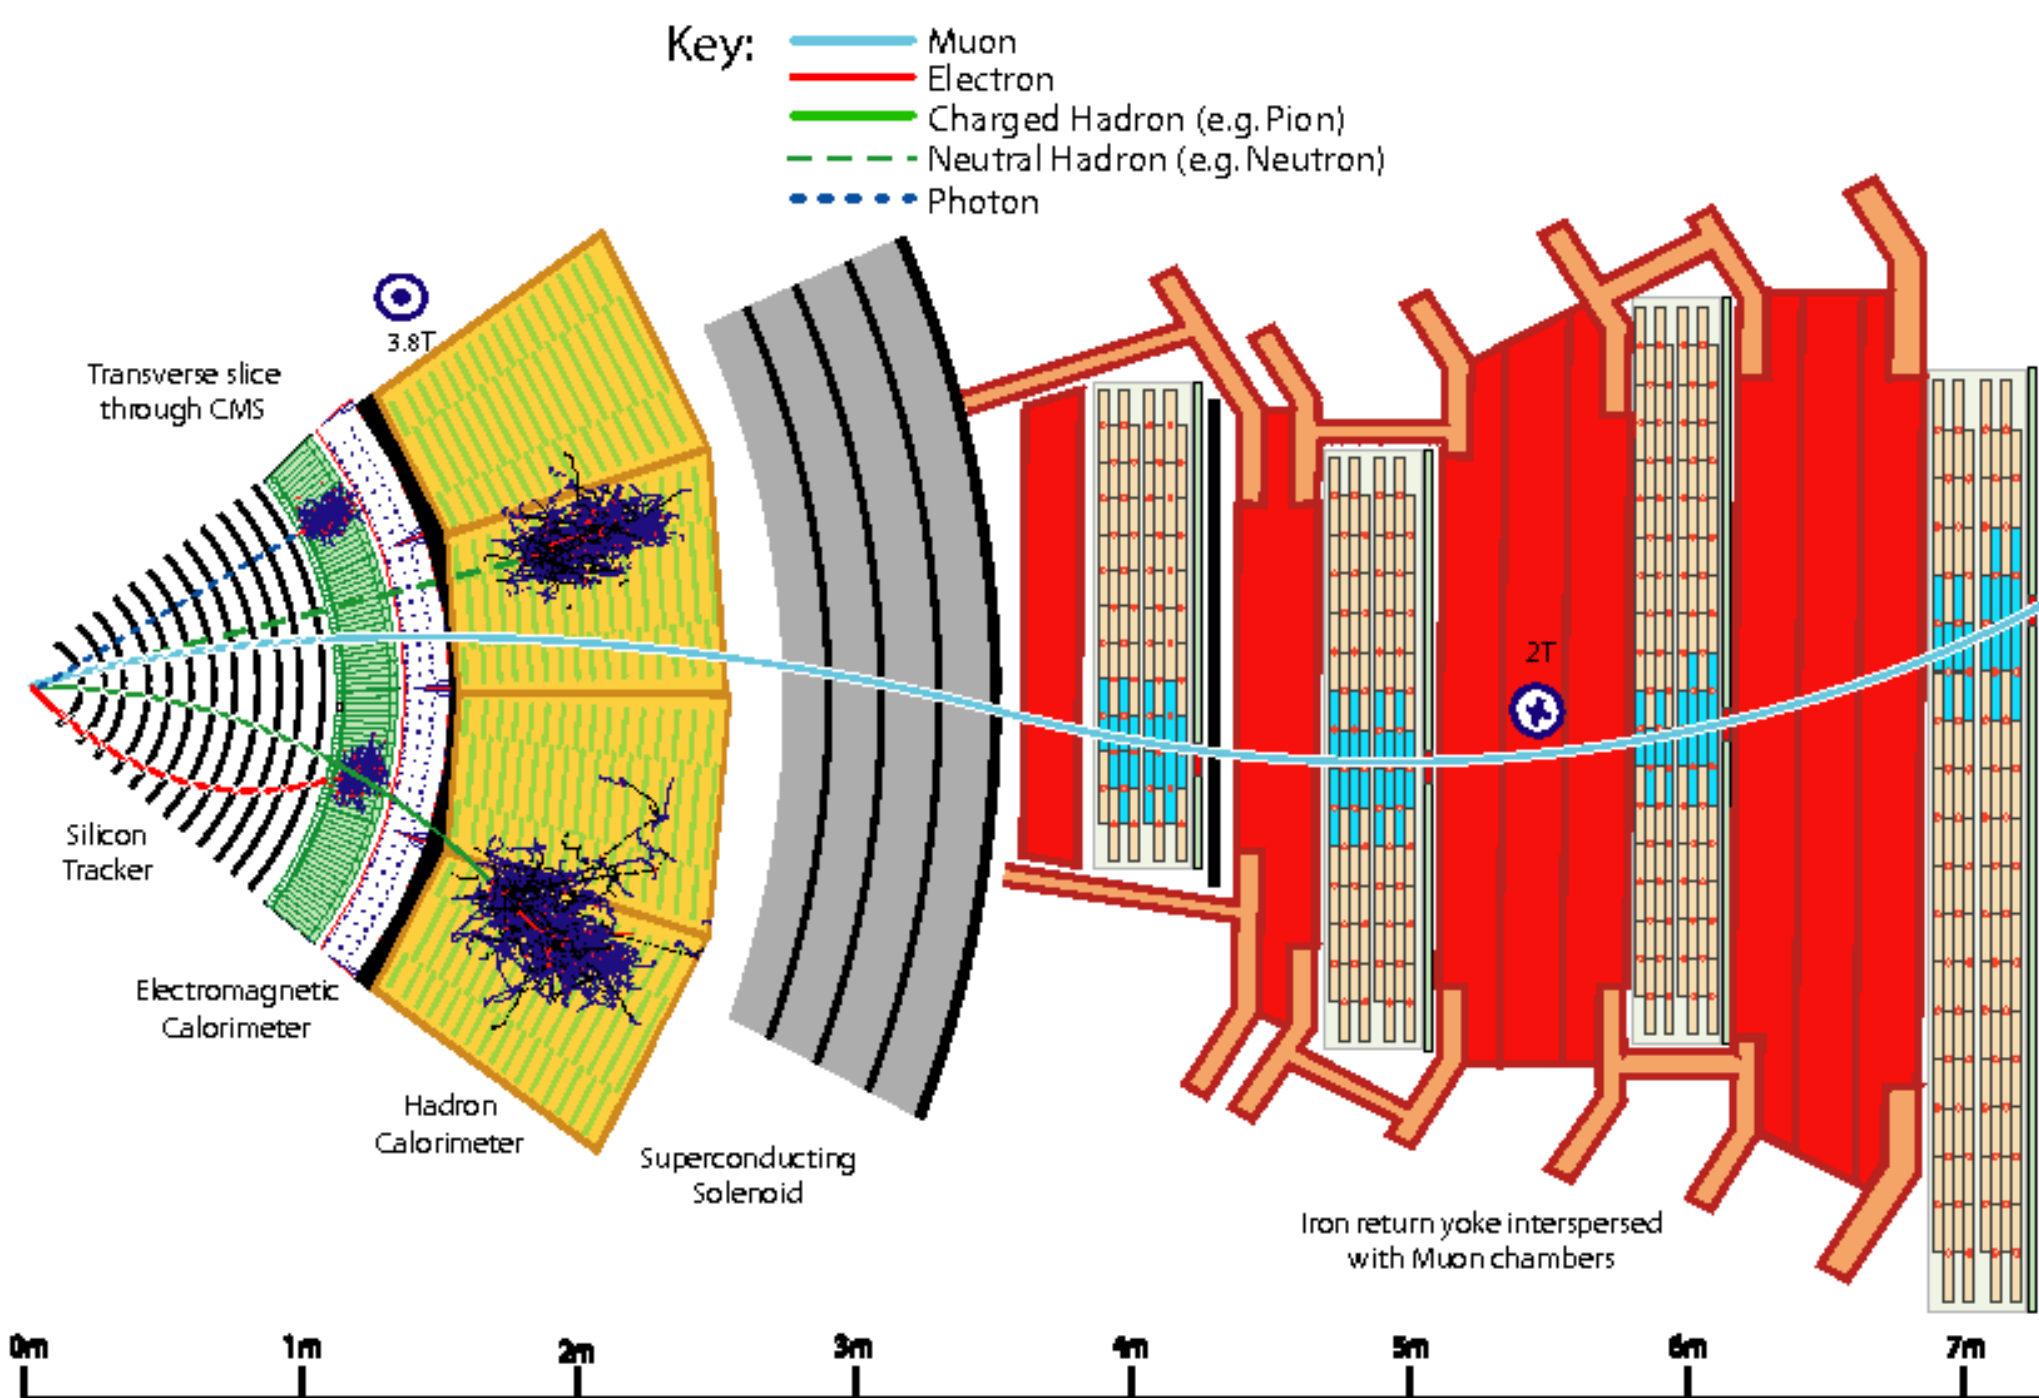 Key:
Muon
Electron
Charged Hadron (e.g. Pion)
Neutral Hadron (e.g. Neutron)
Photon
3.8T
Transverse slice
through CMS
2T
Silicon
Tracker
Electromagnetic
Calorimeter
Hadron
Calorimeter
Superconducting
Solenoid
Iron return yoke interspersed
with Muon chambers
0m 1m 2m 3m 4m 5m 6m 7m